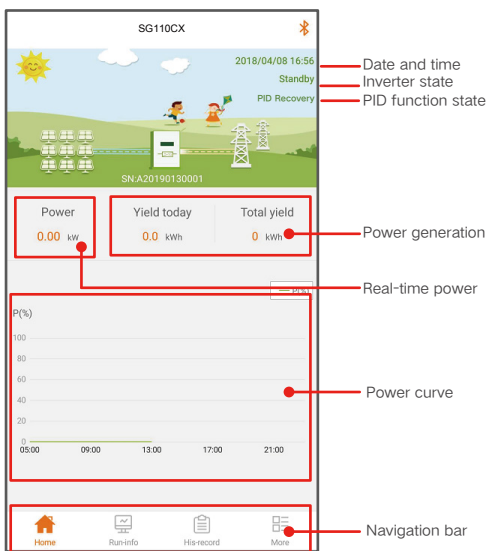 SG110CX
2018/04/08 16:56
Date and time
Standby
Inverter state
PID Recovery
PID function state
SN:A20190130001
Power
Yield today
Total yield
0.00 kW
0.0 kWh
0 kWh
Power generation
Real-time power
P(%)
P(%)
100
80
60
40
20
0
Power curve
05:00 09:00 13:00 17:00 21:00
Home
Run-info
His-record
More
Navigation bar